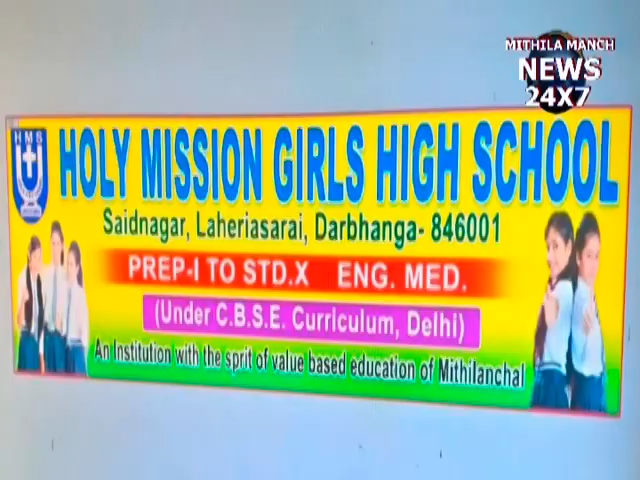 MITHILA MANCH
NEWS
24X7
HMS
HOLY MISSION GIRLS HIGH SCHOOL
Saidnagar, Laheriasarai, Darbhanga- 846001
PREP-I TO STD.X ENG. MED.
(Under C.B.S.E. Curriculum, Delhi)
An Institution with the sprit of value based education of Mithilanchal